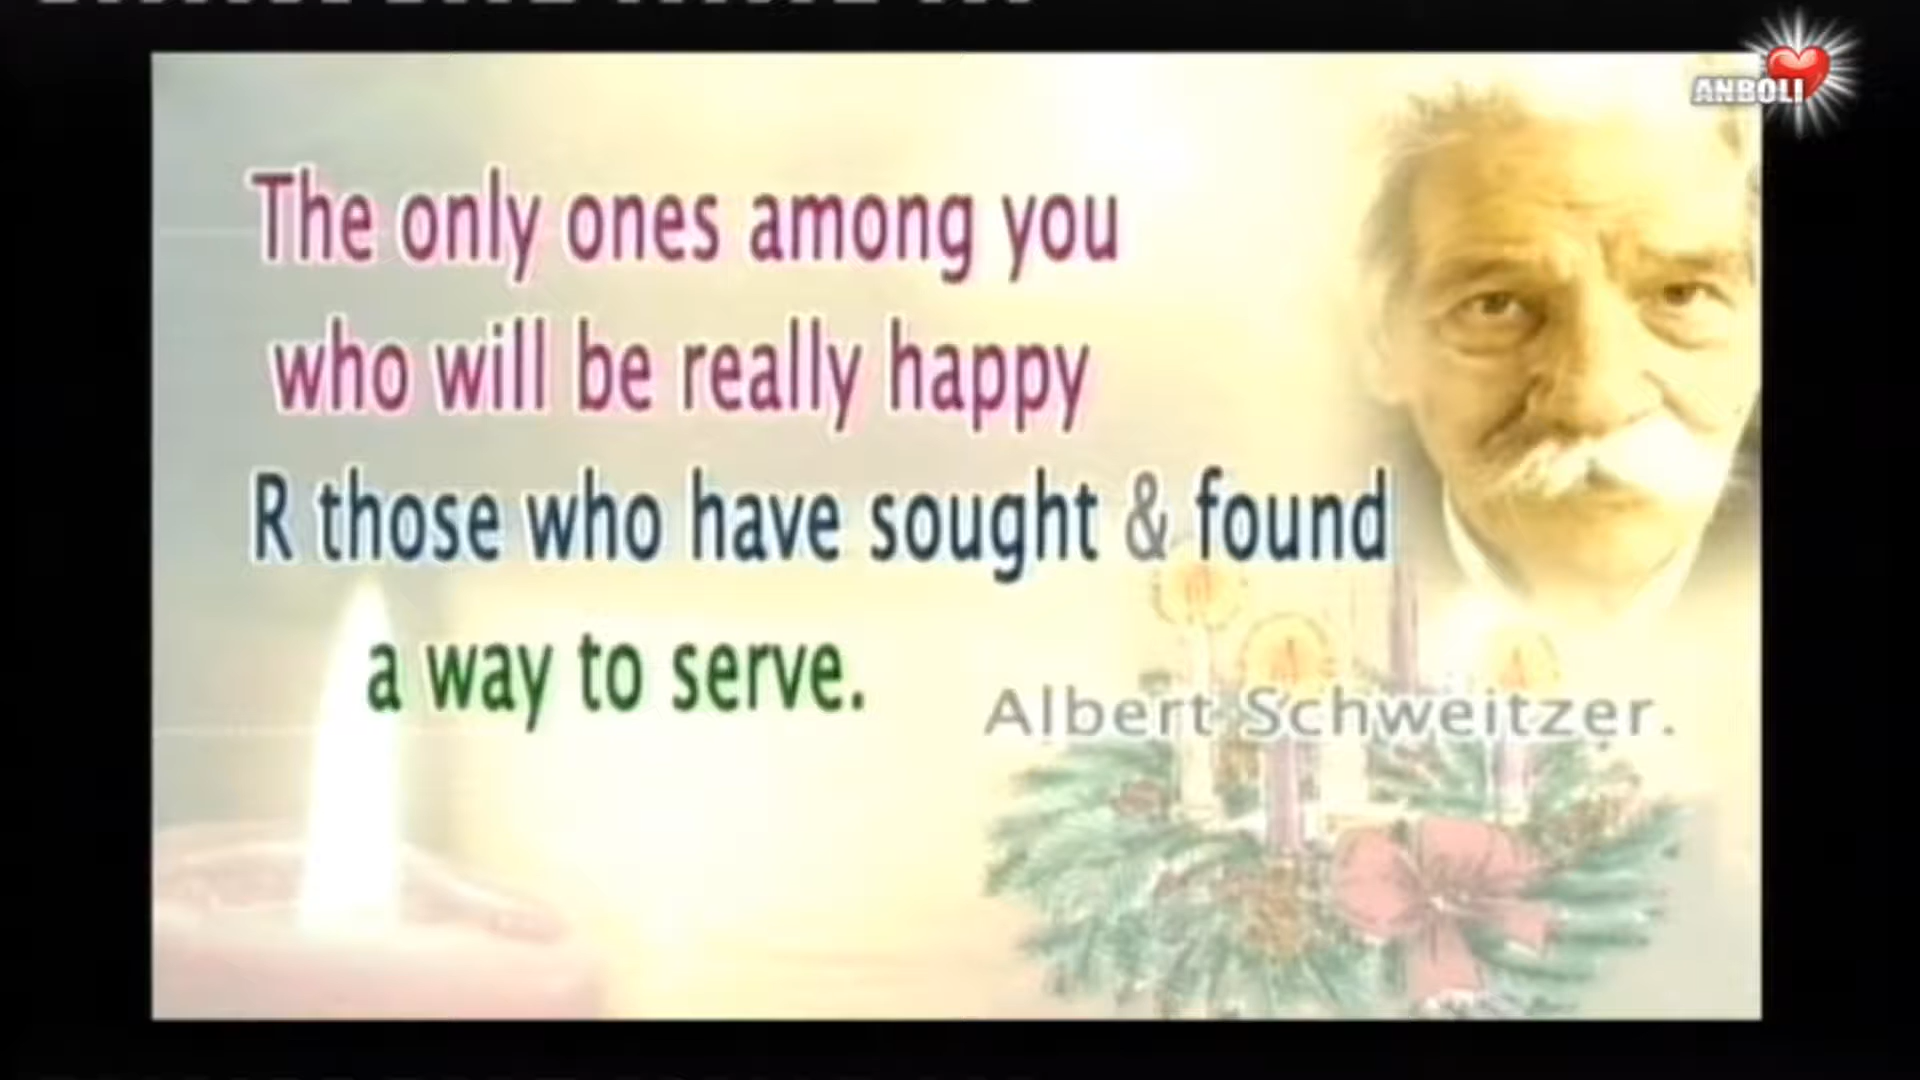 ANBOLI
The only ones among you
who will be really happy
R those who have sought & found
a way to serve.
Albert Schweitzer.